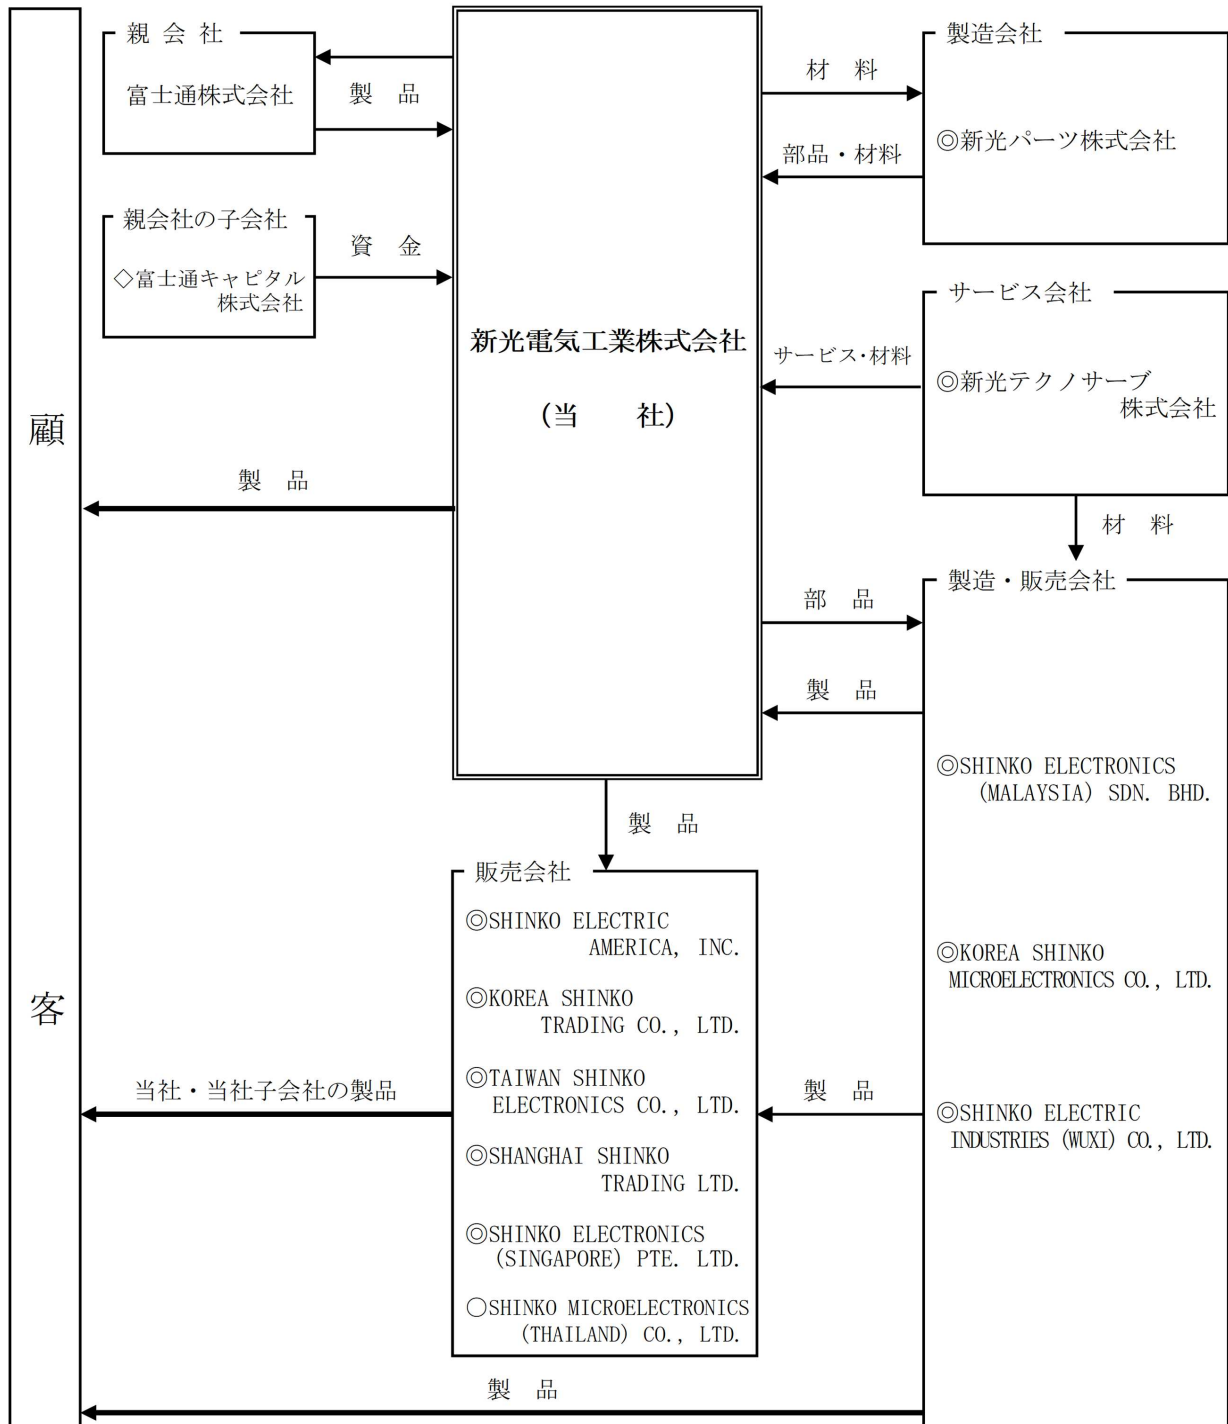 顧
客
親 会 社
富士通株式会社
製 品
親会社の子会社
◇富士通キャピタル
株式会社
資 金
製 品
新光電気工業株式会社
(当 社)
材 料
部品・材料
製造会社
◎新光パーツ株式会社
サービス会社
サービス・材料
◎新光テクノサーブ
株式会社
材 料
部 品
製 品
製造・販売会社
◎SHINKO ELECTRONICS
(MALAYSIA) SDN. BHD.
◎KOREA SHINKO
MICROELECTRONICS CO., LTD.
◎SHINKO ELECTRIC
INDUSTRIES (WUXI) CO., LTD.
製 品
販売会社
◎SHINKO ELECTRIC
AMERICA, INC.
◎KOREA SHINKO
TRADING CO., LTD.
◎TAIWAN SHINKO
ELECTRONICS CO., LTD.
◎SHANGHAI SHINKO
TRADING LTD.
◎SHINKO ELECTRONICS
(SINGAPORE) PTE. LTD.
○SHINKO MICROELECTRONICS
(THAILAND) CO., LTD.
製 品
当社・当社子会社の製品
製 品